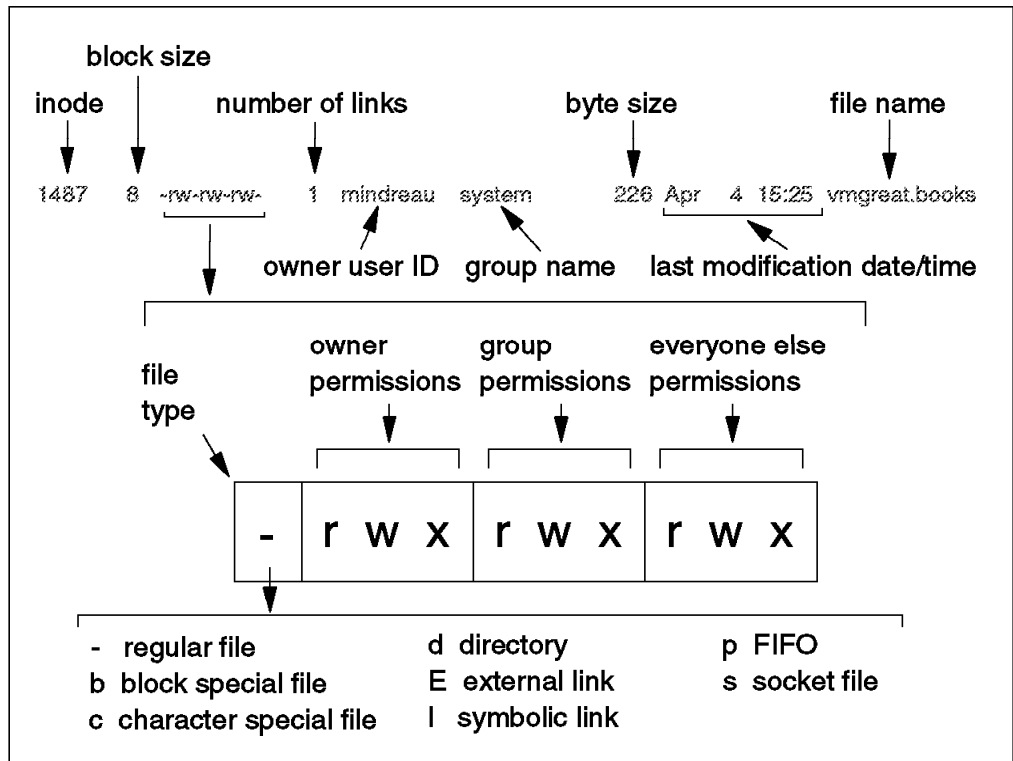 block size
inode number of links byte size file name
1487 8 -rw-rw-rw- 1 mindreau system 226 Apr 4 15:25 vmgreat.books
owner user ID group name last modification date/time
file type
owner permissions
group permissions
everyone else permissions
- r w x r w x r w x
- regular file d directory p FIFO
b block special file E external link s socket file
c character special file l symbolic link